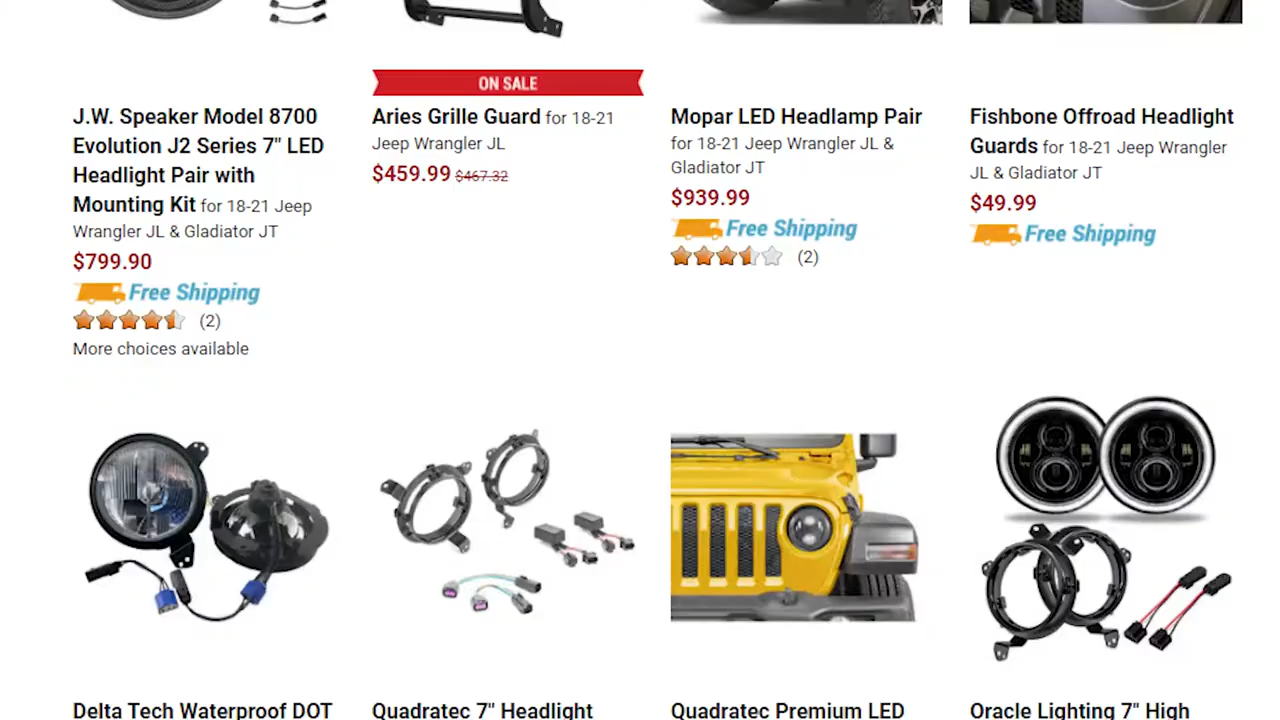 J.W. Speaker Model 8700
Evolution J2 Series 7" LED
Headlight Pair with
Mounting Kit for 18-21 Jeep
Wrangler JL & Gladiator JT
$799.90
Free Shipping
(2)
More choices available
ON SALE
Aries Grille Guard for 18-21
Jeep Wrangler JL
$459.99 $467.32
Mopar LED Headlamp Pair
for 18-21 Jeep Wrangler JL &
Gladiator JT
$939.99
Free Shipping
(2)
Fishbone Offroad Headlight
Guards for 18-21 Jeep Wrangler
JL & Gladiator JT
$49.99
Free Shipping
Delta Tech Waterproof DOT
Quadratec 7" Headlight
Quadratec Premium LED
Oracle Lighting 7" High